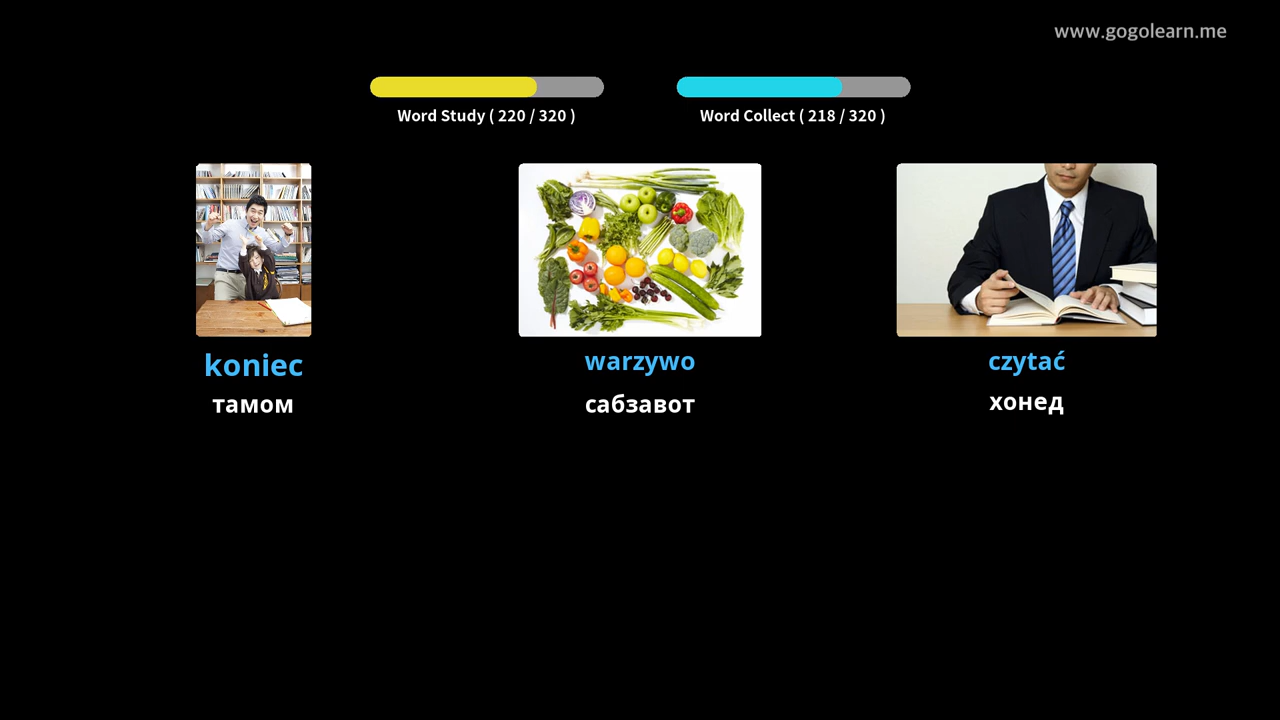 www.gogolearn.me
Word Study ( 220 / 320 )
Word Collect ( 218 / 320 )
koniec
тамом
warzywo
сабзавот
czytać
хонед